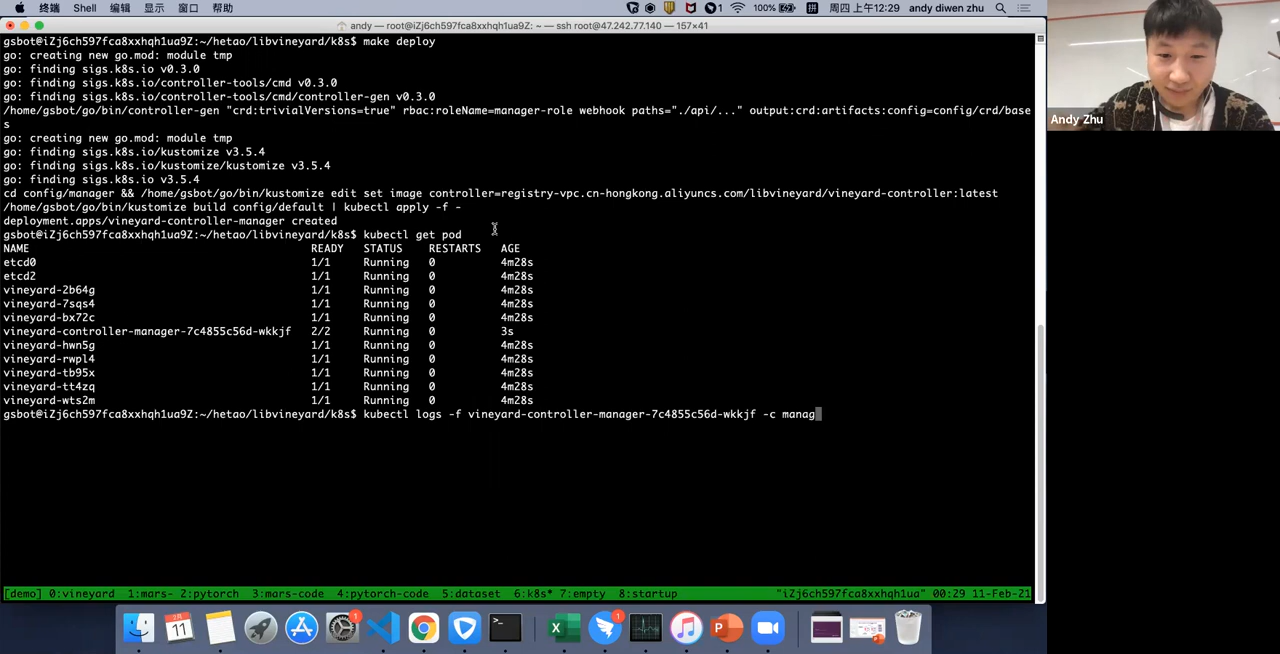 终端 Shell 编辑 显示 窗口 帮助 1 100% 周四 上午12:29 andy diwen zhu
andy — root@iZj6ch597fca8xxhqh1ua9Z: ~ — ssh root@47.242.77.140 — 157×41
gsbot@iZj6ch597fca8xxhqh1ua9Z:~/hetao/libvineyard/k8s$ make deploy
go: creating new go.mod: module tmp
go: finding sigs.k8s.io v0.3.0
go: finding sigs.k8s.io/controller-tools/cmd v0.3.0
go: finding sigs.k8s.io/controller-tools/cmd/controller-gen v0.3.0
/home/gsbot/go/bin/controller-gen "crd:trivialVersions=true" rbac:roleName=manager-role webhook paths="./api/..." output:crd:artifacts:config=config/crd/base
s
go: creating new go.mod: module tmp
go: finding sigs.k8s.io v3.5.4
go: finding sigs.k8s.io/kustomize/kustomize v3.5.4
go: finding sigs.k8s.io/kustomize v3.5.4
cd config/manager && /home/gsbot/go/bin/kustomize edit set image controller=registry-vpc.cn-hongkong.aliyuncs.com/libvineyard/vineyard-controller:latest
/home/gsbot/go/bin/kustomize build config/default | kubectl apply -f -
deployment.apps/vineyard-controller-manager created
gsbot@iZj6ch597fca8xxhqh1ua9Z:~/hetao/libvineyard/k8s$ kubectl get pod
NAME READY STATUS RESTARTS AGE
etcd0 1/1 Running 0 4m28s
etcd2 1/1 Running 0 4m28s
vineyard-2b64g 1/1 Running 0 4m28s
vineyard-7sqs4 1/1 Running 0 4m28s
vineyard-bx72c 1/1 Running 0 4m28s
vineyard-controller-manager-7c4855c56d-wkkjf 2/2 Running 0 3s
vineyard-hwn5g 1/1 Running 0 4m28s
vineyard-rwpl4 1/1 Running 0 4m28s
vineyard-tb95x 1/1 Running 0 4m28s
vineyard-tt4zq 1/1 Running 0 4m28s
vineyard-wts2m 1/1 Running 0 4m28s
gsbot@iZj6ch597fca8xxhqh1ua9Z:~/hetao/libvineyard/k8s$ kubectl logs -f vineyard-controller-manager-7c4855c56d-wkkjf -c manag
[demo] 0:vineyard 1:mars- 2:pytorch 3:mars-code 4:pytorch-code 5:dataset 6:k8s* 7:empty 8:startup "iZj6ch597fca8xxhqh1ua" 00:29 11-Feb-21
Andy Zhu
2月
11
1
1